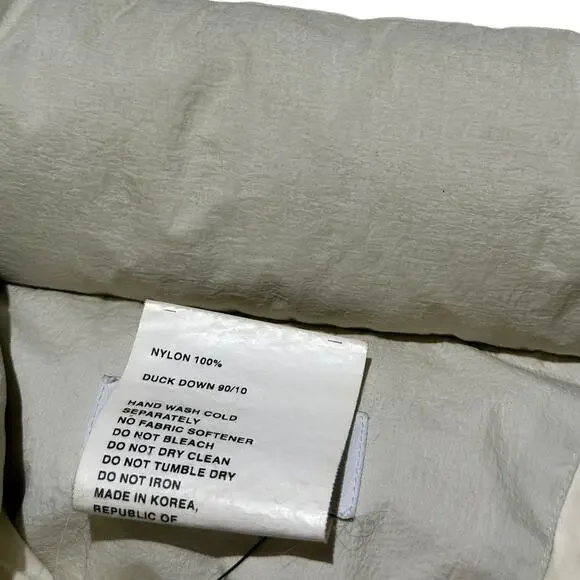 NYLON 100%
DUCK DOWN 90/10
HAND WASH COLD
SEPARATELY
NO FABRIC SOFTENER
DO NOT BLEACH
DO NOT DRY CLEAN
DO NOT TUMBLE DRY
DO NOT IRON
MADE IN KOREA,
REPUBLIC OF